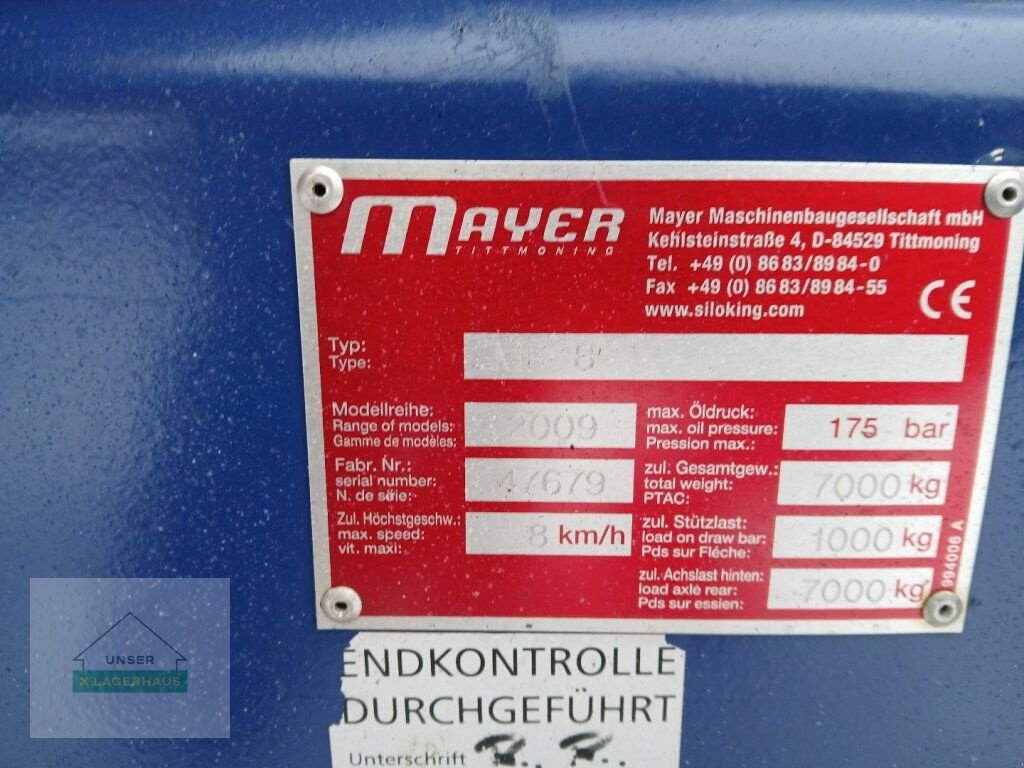 MAYER
TITTMONING
Mayer Maschinenbaugesellschaft mbH
Kehlsteinstraße 4, D-84529 Tittmoning
Tel. +49 (0) 86 83/89 84-0
Fax +49 (0) 86 83/89 84-55
www.siloking.com
CE
Typ:
Type:
8
Modellreihe:
Range of models:
Gamme de modèles:
2009
Fabr. Nr.:
serial number:
N. de série:
47679
Zul. Höchstgeschw.:
max. speed:
vit. maxi:
8 km/h
max. Öldruck:
max. oil pressure:
Pression max.:
175 bar
zul. Gesamtgew.:
total weight:
PTAC:
7000 kg
zul. Stützlast:
load on draw bar:
Pds sur Fléche:
1000 kg
zul. Achslast hinten:
load axle rear:
Pds sur essien:
7000 kg
994006 A
ENDKONTROLLE
DURCHGEFÜHRT
Unterschrift
UNSER
X LAGERHAUS